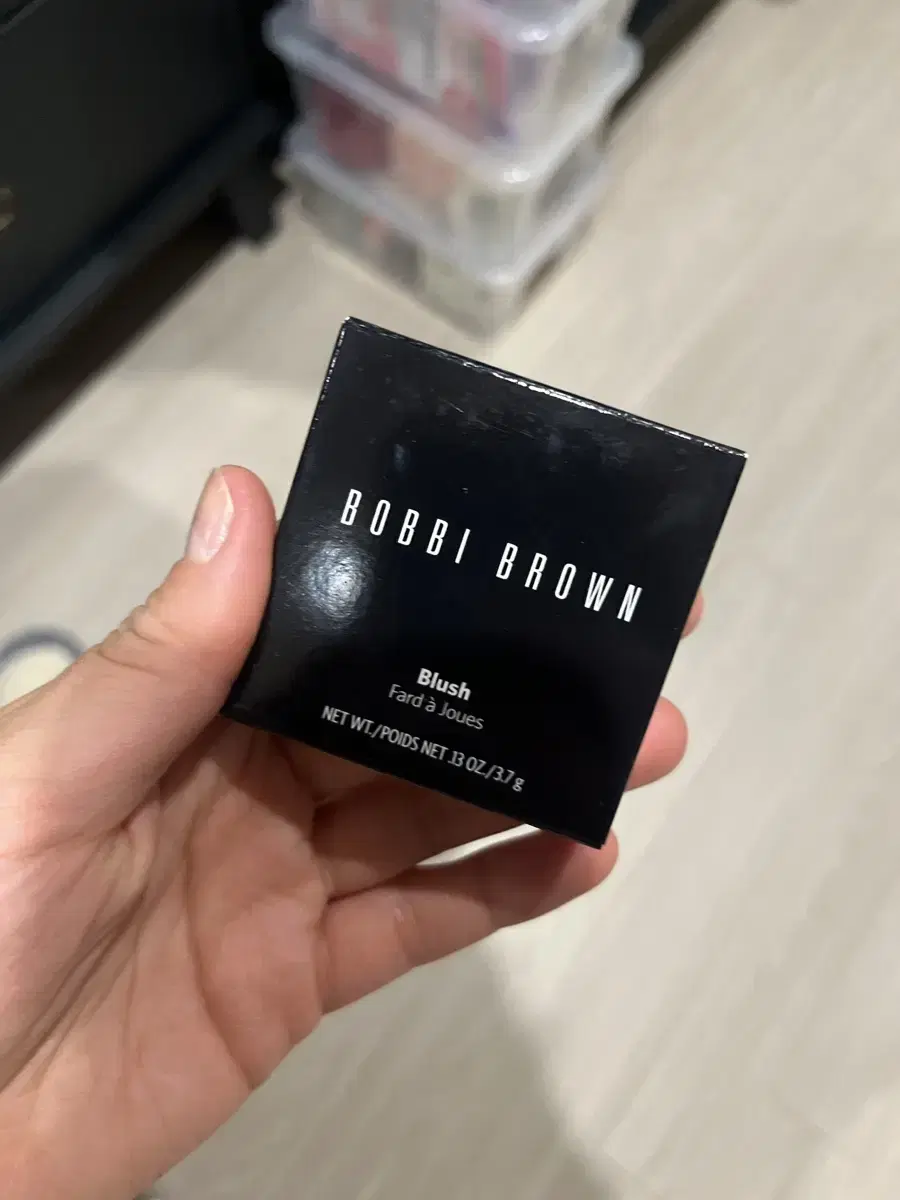 BOBBI BROWN
Blush
Fard à Joues
NET WT./POIDS NET .13 OZ./3.7 g